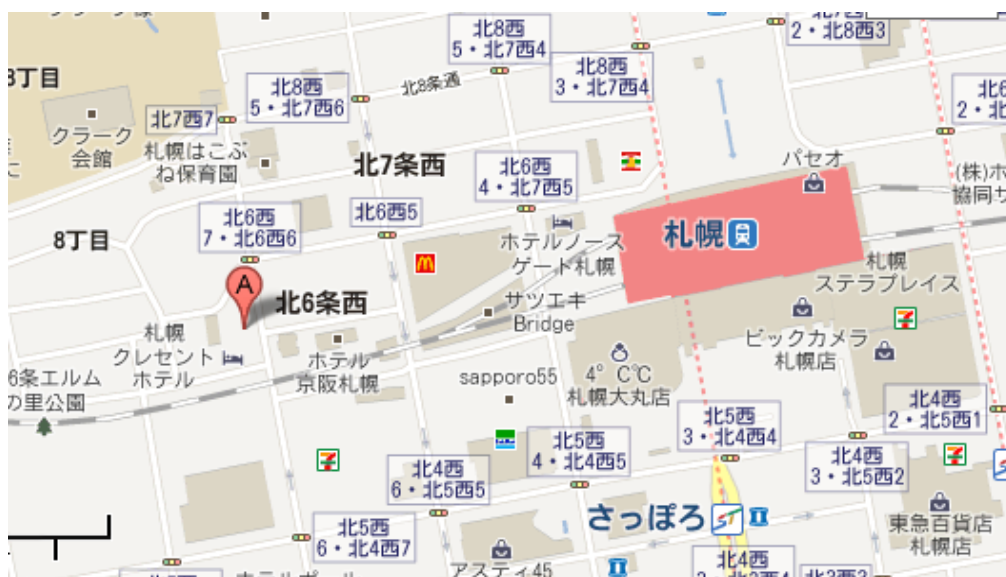 北8西
5・北7西4
2・北8西3
3丁目
北8西
5・北7西6
北8条通
北8西
3・北7西4
クラーク
会館
北7西7
札幌はこぶ
ね保育園
北7条西
北6西
4・北7西5
パセオ
(株)ホ
8丁目
北6西
7・北6西6
北6西5
ホテルノース
ゲート札幌
札幌
札幌
ステラプレイス
A
北6条西
サツエキ
Bridge
ビックカメラ
札幌店
札幌
クレセント
ホテル
ホテル
京阪札幌
sapporo55
4° C℃
札幌大丸店
6条エルム
の里公園
北5西
3・北4西4
北4西
2・北5西1
北4西
6・北5西5
北5西
4・北4西5
北4西
3・北5西2
さっぽろ
ST
北5西
6・北4西7
アスティ45
東急百貨店
札幌店
北4西